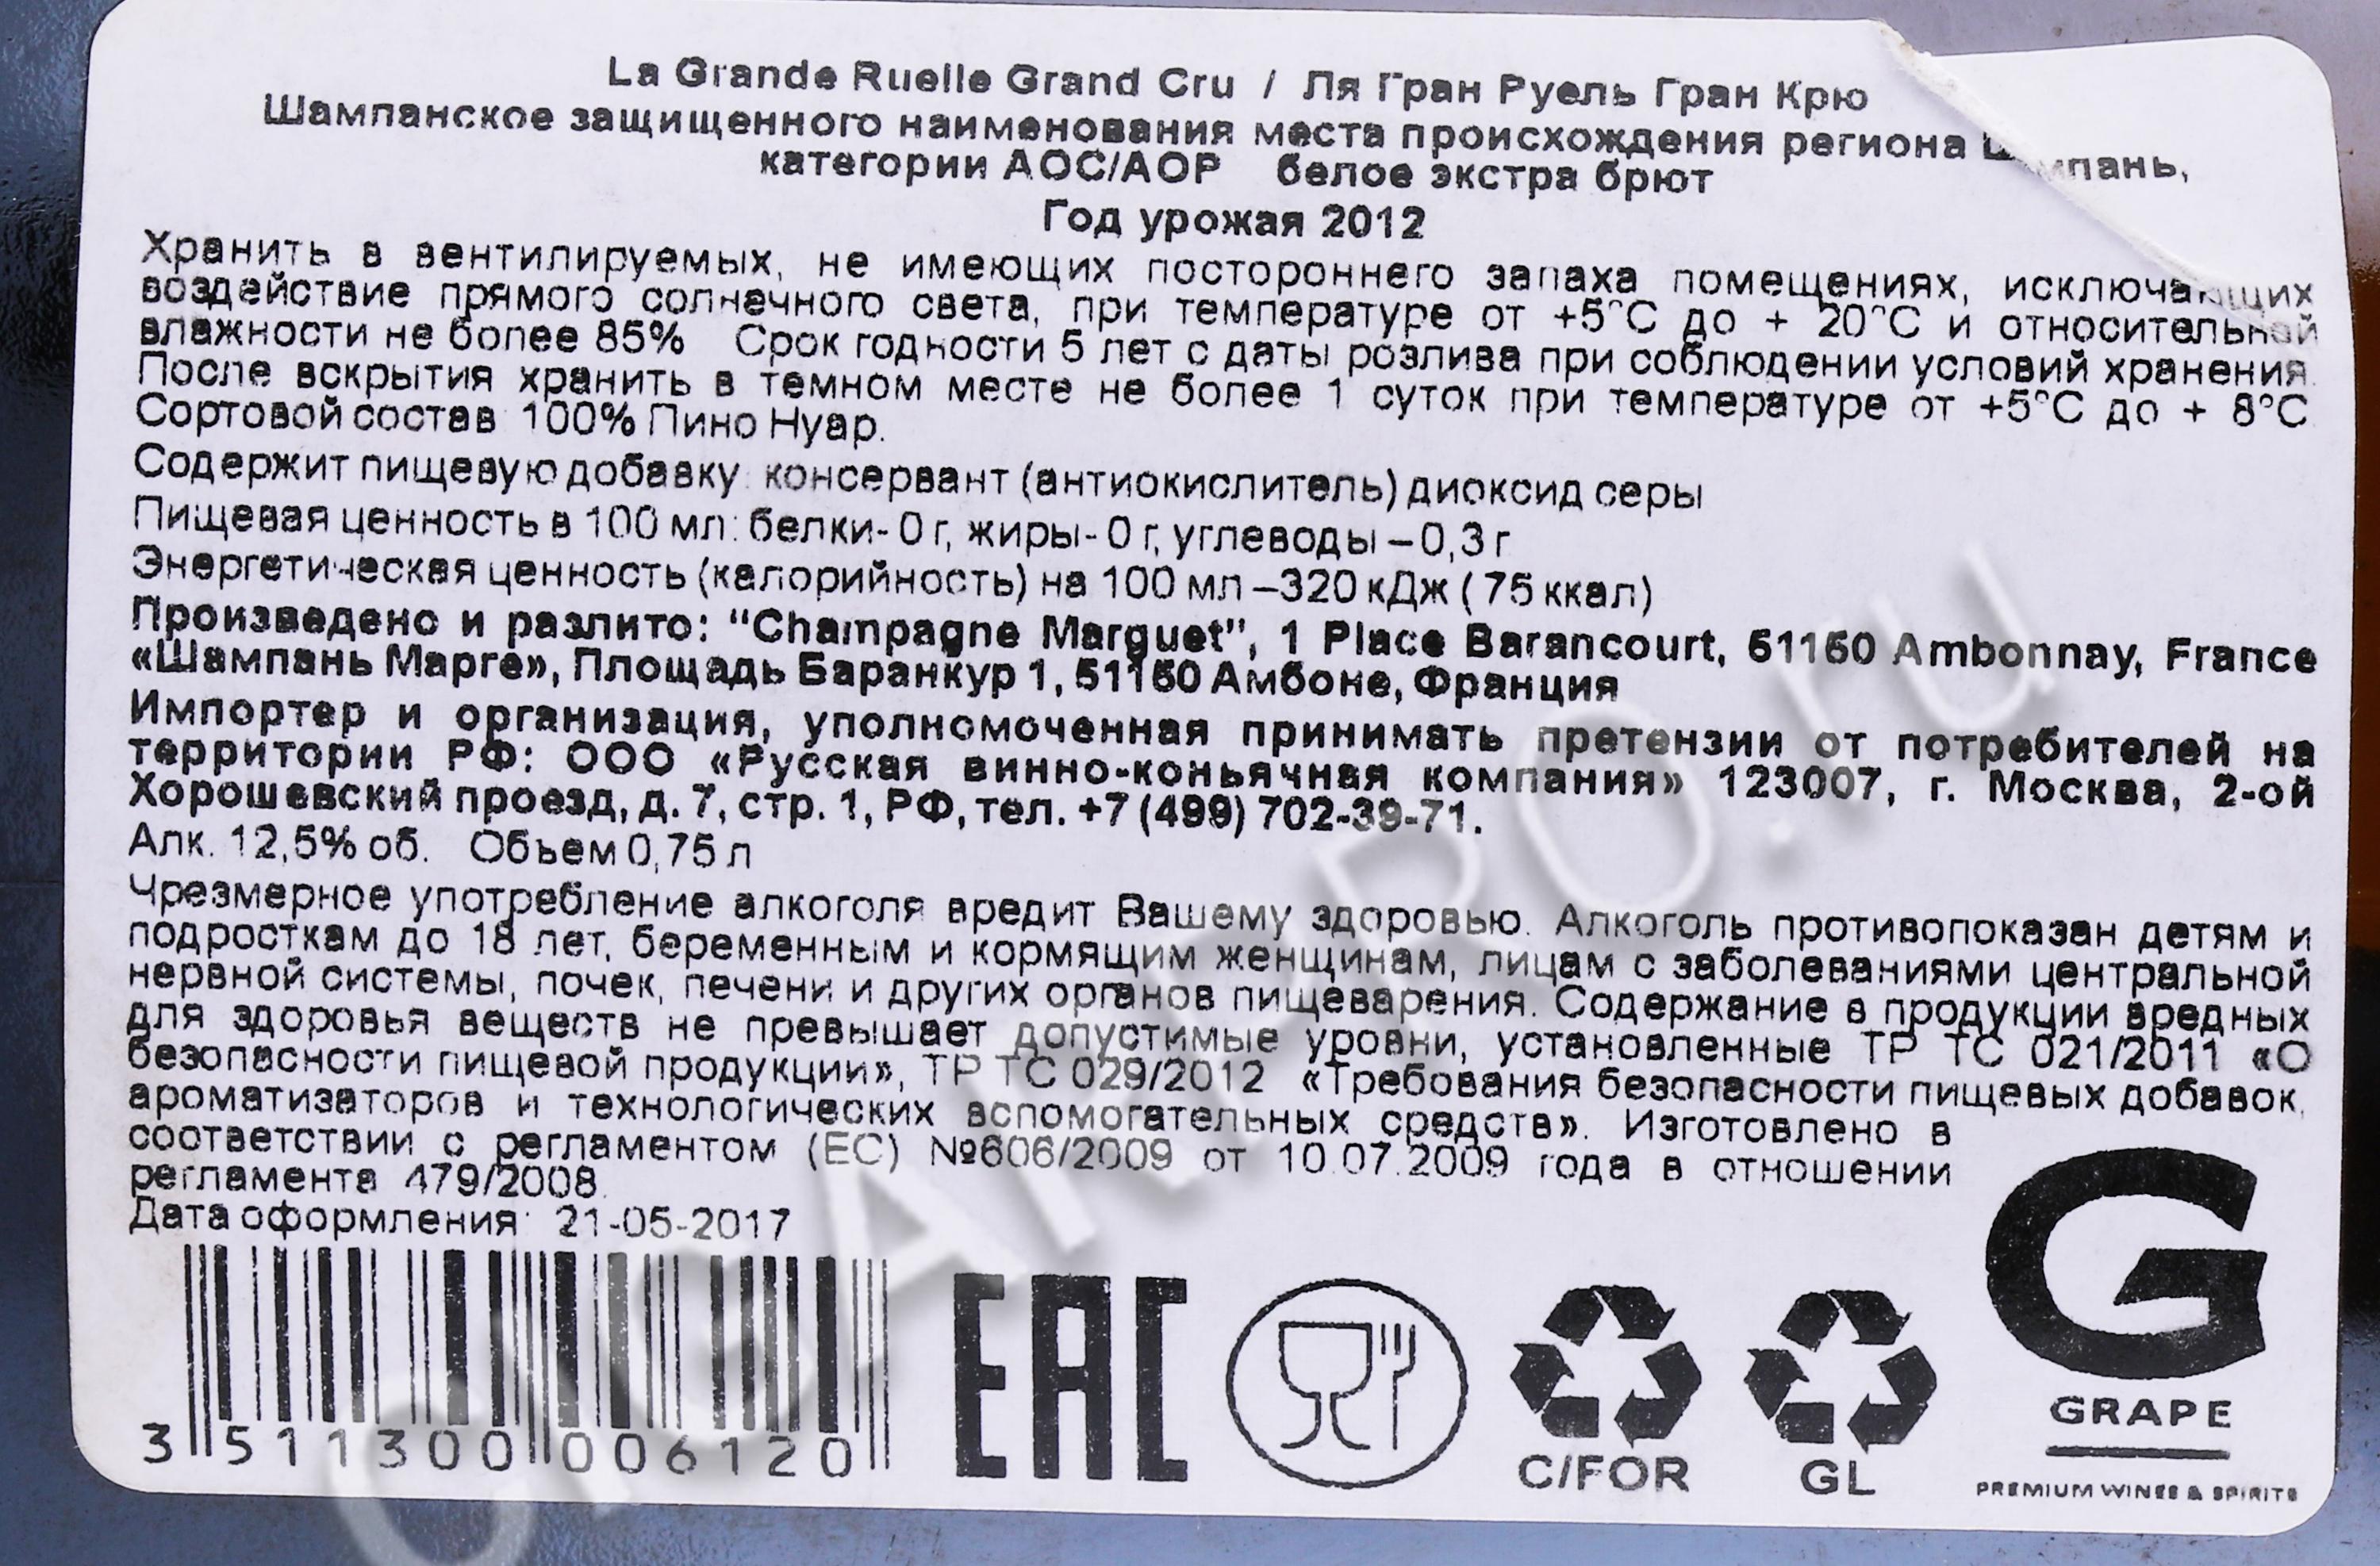 La Grande Ruelle Grand Cru / Ля Гран Руель Гран Крю
Шампанское защищенного наименования места происхождения региона Шампань,
категории AOC/AOP белое экстра брют
Год урожая 2012
Хранить в вентилируемых, не имеющих постороннего запаха помещениях, исключающих
воздействие прямого солнечного света, при температуре от +5°C до + 20°C и относительной
влажности не более 85% Срок годности 5 лет с даты розлива при соблюдении условий хранения.
После вскрытия хранить в темном месте не более 1 суток при температуре от +5°C до + 8°C
Сортовой состав 100% Пино Нуар.
Содержит пищевую добавку: консервант (антиокислитель) диоксид серы
Пищевая ценность в 100 мл: белки- 0 г, жиры- 0 г, углеводы – 0,3 г
Энергетическая ценность (калорийность) на 100 мл –320 кДж ( 75 ккал)
Произведено и разлито: “Champagne Marguet”, 1 Place Barancourt, 51150 Ambonnay, France
«Шампань Марге», Площадь Баранкур 1, 51150 Амбоне, Франция
Импортер и организация, уполномоченная принимать претензии от потребителей на
территории РФ: ООО «Русская винно-коньячная компания» 123007, г. Москва, 2-ой
Хорошевский проезд, д. 7, стр. 1, РФ, тел. +7 (499) 702-39-71.
Алк. 12,5% об. Объем 0,75 л
Чрезмерное употребление алкоголя вредит Вашему здоровью. Алкоголь противопоказан детям и
подросткам до 18 лет, беременным и кормящим женщинам, лицам с заболеваниями центральной
нервной системы, почек, печени и других органов пищеварения. Содержание в продукции вредных
для здоровья веществ не превышает допустимые уровни, установленные ТР ТС 021/2011 «О
безопасности пищевой продукции», ТР ТС 029/2012 «Требования безопасности пищевых добавок,
ароматизаторов и технологических вспомогательных средств». Изготовлено в
соответствии с регламентом (ЕС) №606/2009 от 10.07.2009 года в отношении
регламента 479/2008.
Дата оформления: 21-05-2017
3 511300 006120
EAC
C/FOR
GL
G
GRAPE
PREMIUM WINES & SPIRITS
CIGARPRO.ru